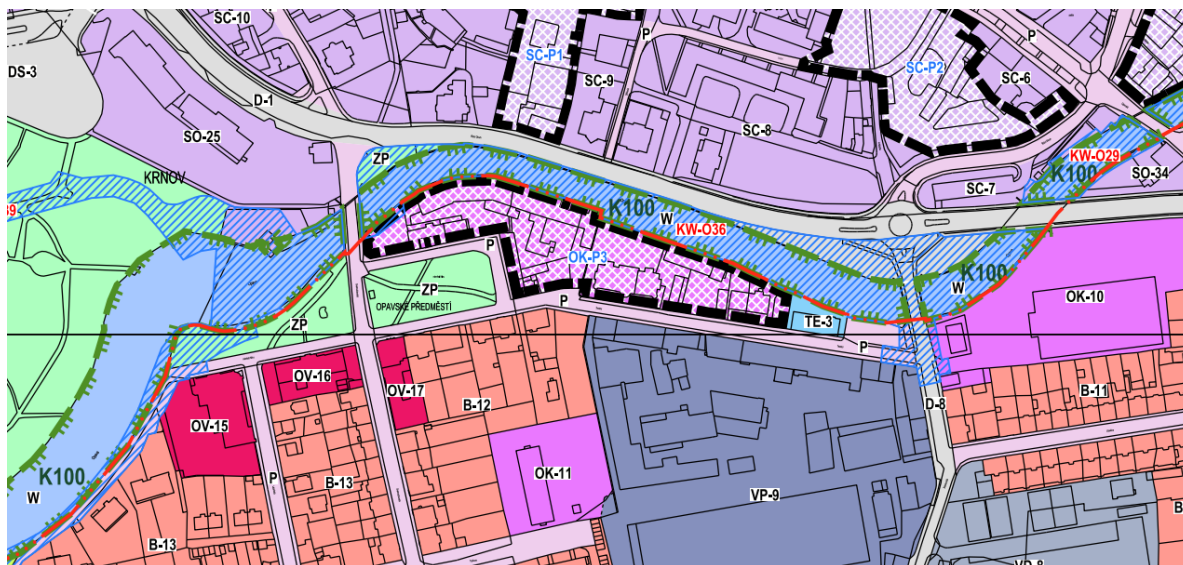 SC-10
P
SC-P1
SC-P2
P
DS-3
SC-9
SC-6
D-1
SC-8
SO-25
ZP
KW-O29
K100
KRNOV
SO-34
SC-7
K100
W
KW-O36
P
OK-P3
K100
ZP
W
OK-10
OPAVSKÉ PŘEDMĚSTÍ
P
ZP
TE-3
P
OV-16
OV-17
B-11
B-12
D-8
OV-15
K100
OK-11
P
B-13
W
VP-9
B-13
P
VP-8